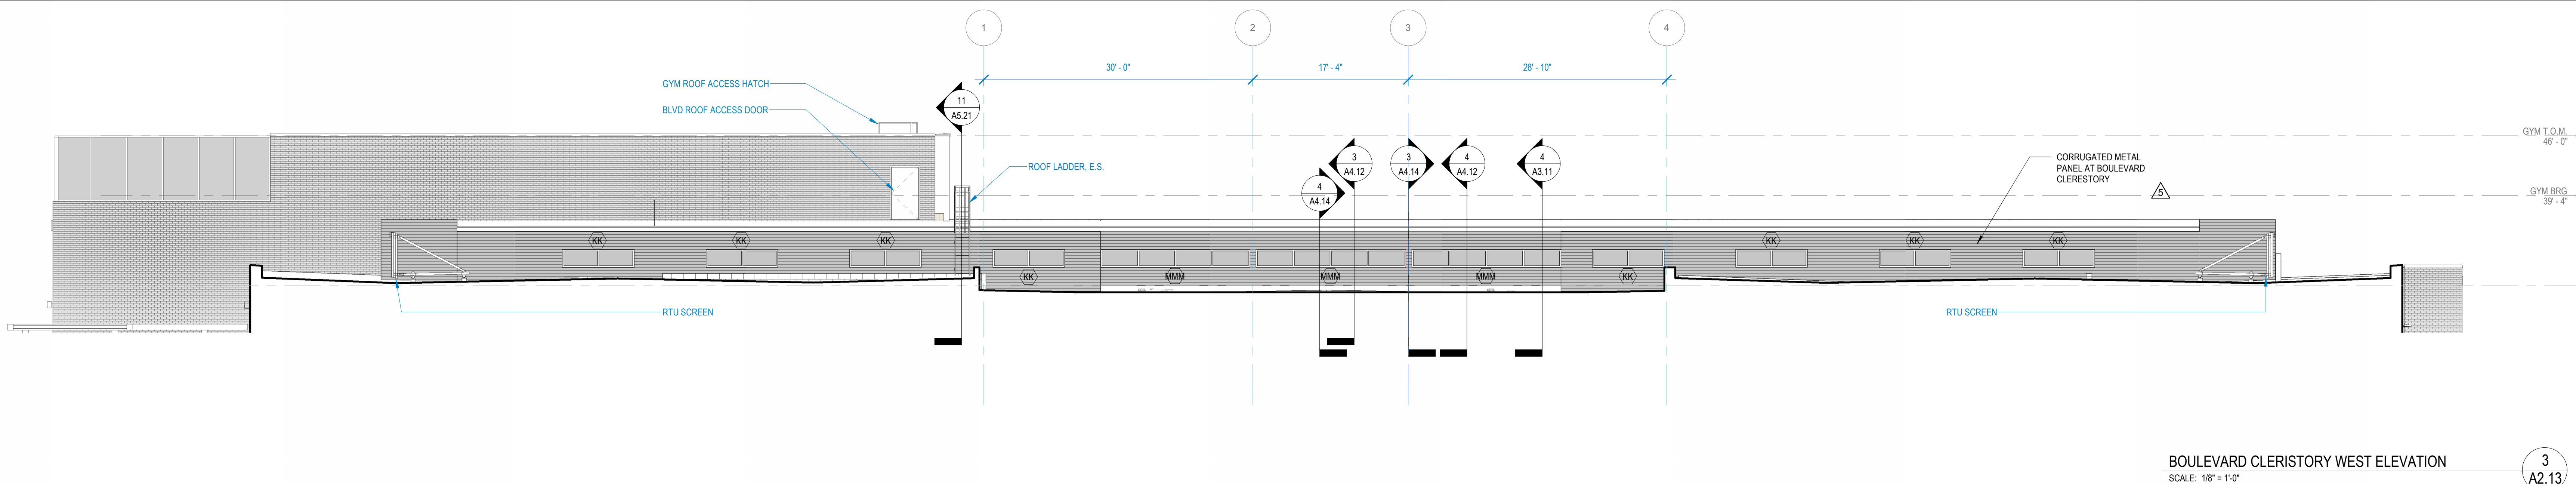 1
2
3
4
30' - 0"
17' - 4"
28' - 10"
GYM ROOF ACCESS HATCH
BLVD ROOF ACCESS DOOR
11
A5.21
GYM T.O.M.
46' - 0"
3
A4.12
3
A4.14
4
A4.12
4
A3.11
4
A4.14
ROOF LADDER, E.S.
CORRUGATED METAL
PANEL AT BOULEVARD
CLERESTORY
5
GYM BRG
39' - 4"
KK
KK
KK
KK
KK
KK
KK
MMM
MMM
MMM
KK
RTU SCREEN
RTU SCREEN
BOULEVARD CLERISTORY WEST ELEVATION
SCALE: 1/8" = 1'-0"
3
A2.13